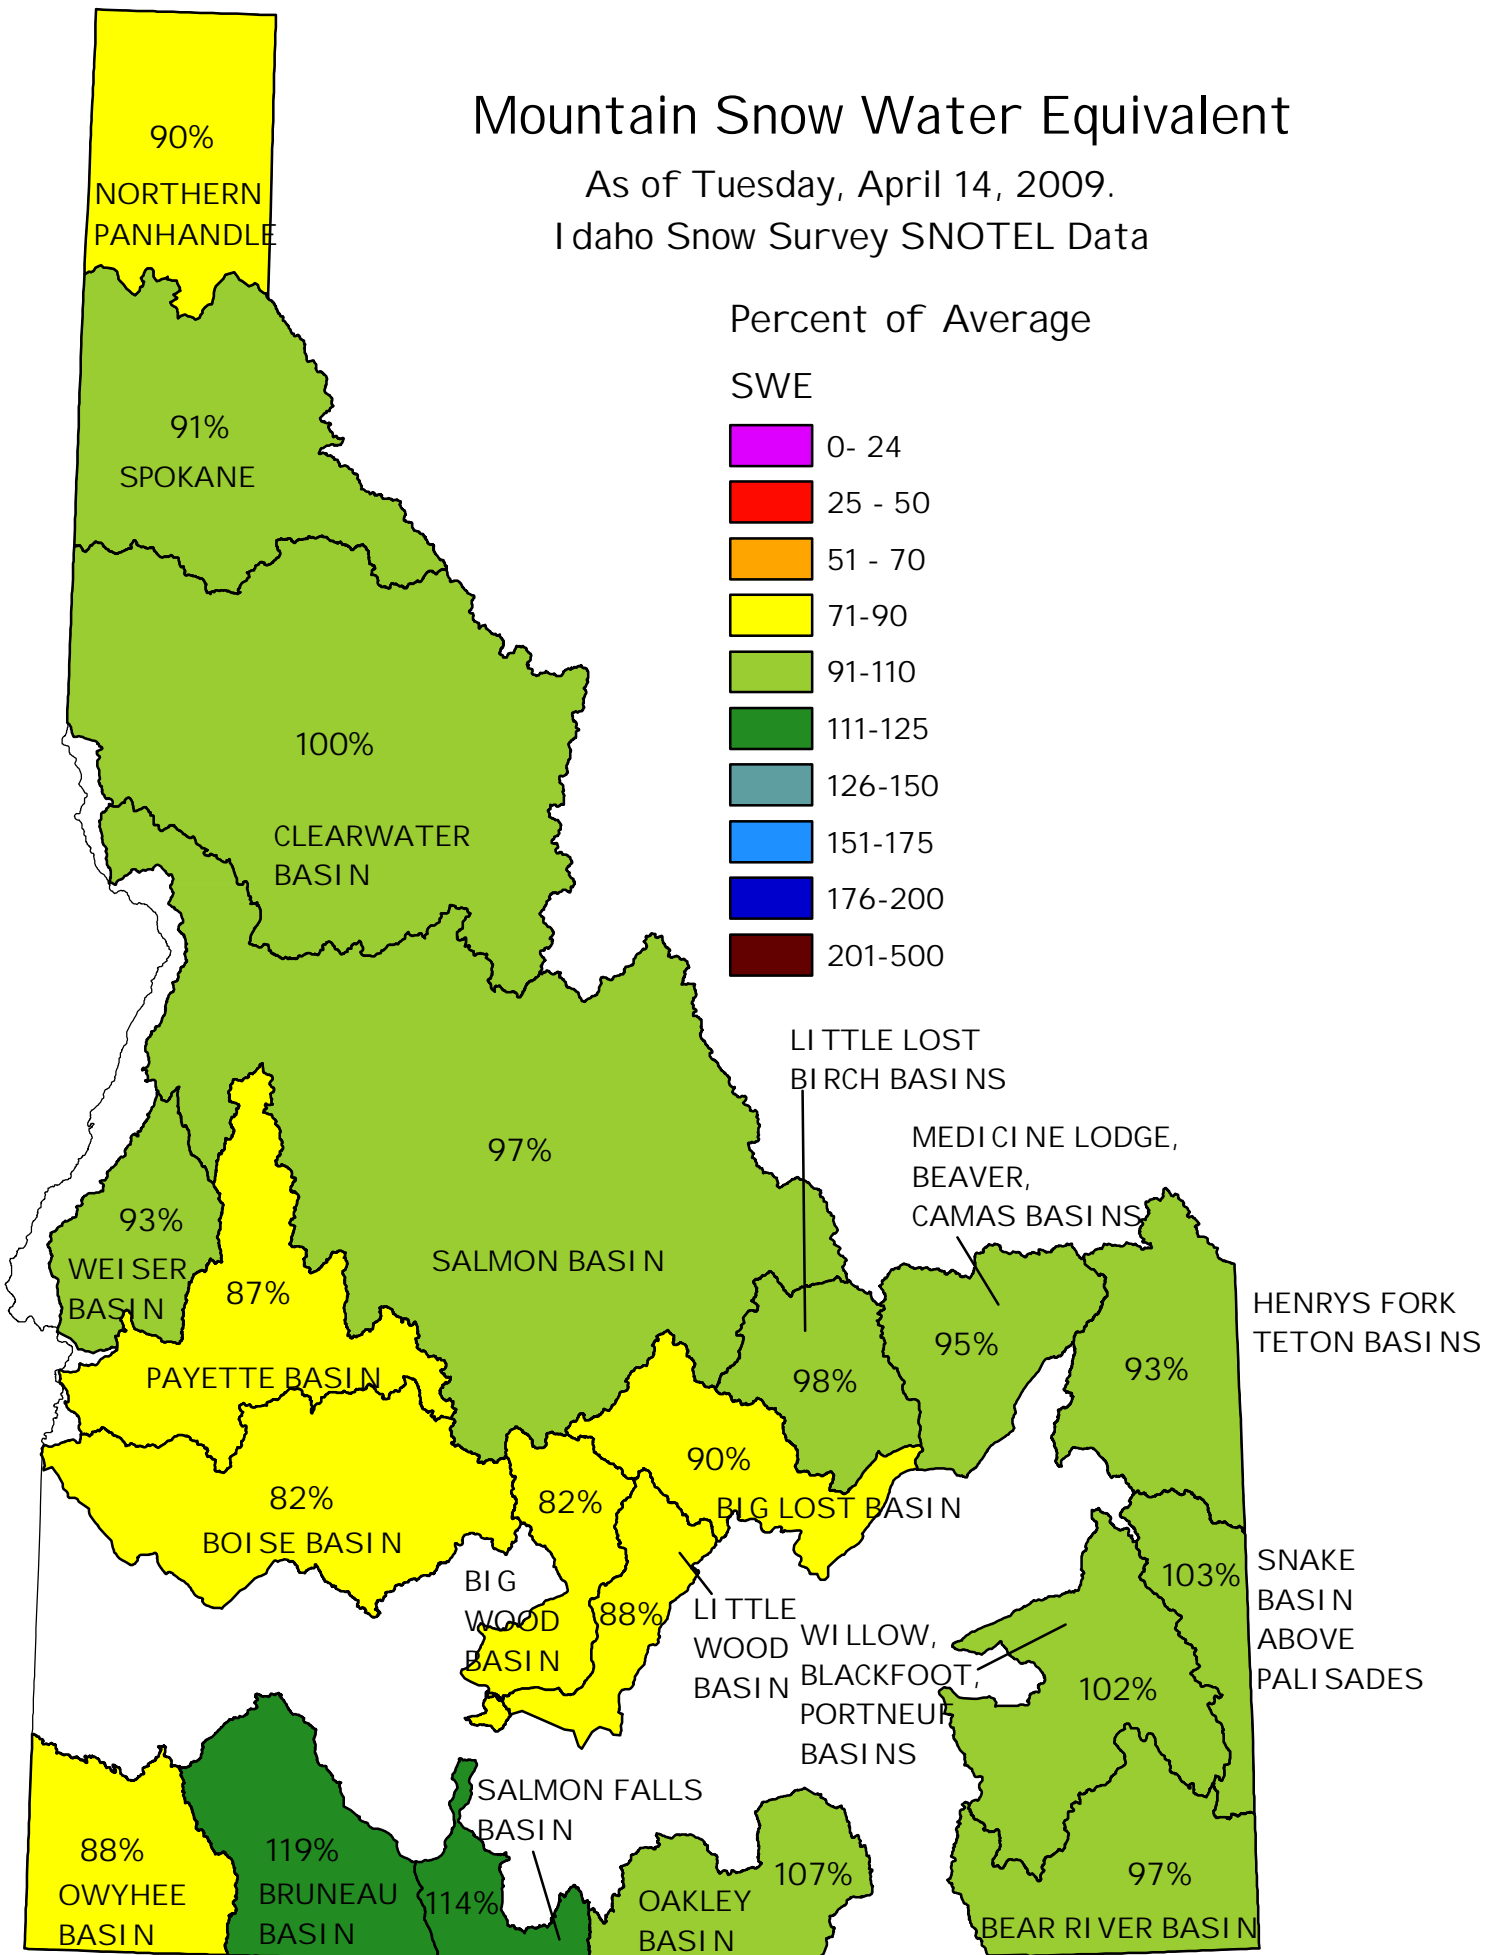 Mountain Snow Water Equivalent
As of Tuesday, April 14, 2009.
Idaho Snow Survey SNOTEL Data
Percent of Average
SWE
0- 24
25 - 50
51 - 70
71-90
91-110
111-125
126-150
151-175
176-200
201-500
90%
NORTHERN
PANHANDLE
91%
SPOKANE
100%
CLEARWATER
BASIN
97%
SALMON BASIN
LITTLE LOST
BIRCH BASINS
98%
MEDICINE LODGE,
BEAVER,
CAMAS BASINS
95%
HENRYS FORK
TETON BASINS
93%
93%
WEISER
BASIN
87%
PAYETTE BASIN
82%
BOISE BASIN
82%
BIG
WOOD
BASIN
90%
BIG LOST BASIN
88%
LITTLE
WOOD
BASIN
WILLOW,
BLACKFOOT,
PORTNEUF
BASINS
102%
103%
SNAKE
BASIN
ABOVE
PALISADES
88%
OWYHEE
BASIN
119%
BRUNEAU
BASIN
114%
SALMON FALLS
BASIN
107%
OAKLEY
BASIN
97%
BEAR RIVER BASIN